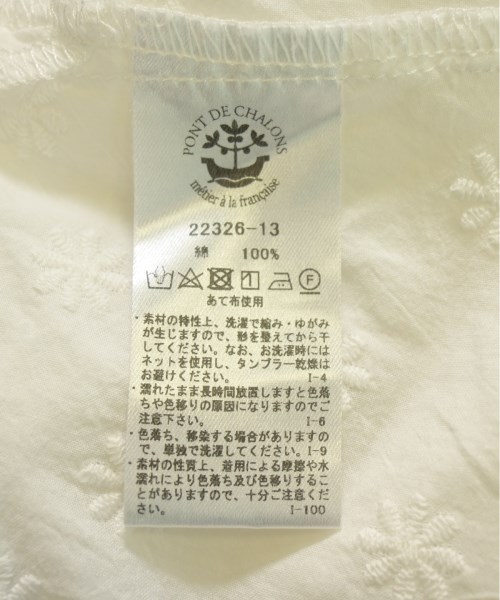 PONT DE CHALONS
métier à la française
22326-13
綿 100%
F
あて布使用
・素材の特性上、洗濯で縮み・ゆがみ
が生じますので、形を整えてから干
してください。なお、お洗濯時には
ネットを使用し、タンブラー乾燥は
お避けください。 I-4
・濡れたまま長時間放置しますと色落
ちや色移りの原因になりますのでご
注意下さい。 I-6
・色落ち、移染する場合がありますの
で、単独で洗濯してください。I-9
・素材の性質上、着用による摩擦や水
濡れにより色落ち及び色移りするこ
とがありますので、十分ご注意くだ
さい。 I-100